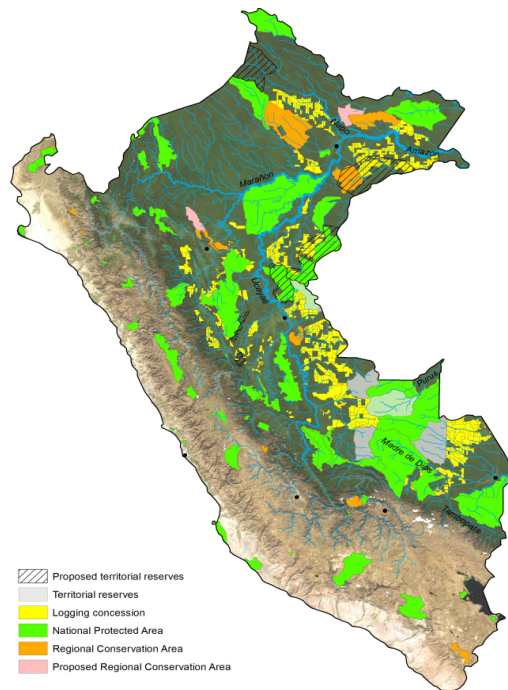 Napo
Amazon
Marañon
Ucayali
Purus
Madre de Dios
Tambopata
Proposed territorial reserves
Territorial reserves
Logging concession
National Protected Area
Regional Conservation Area
Proposed Regional Conservation Area